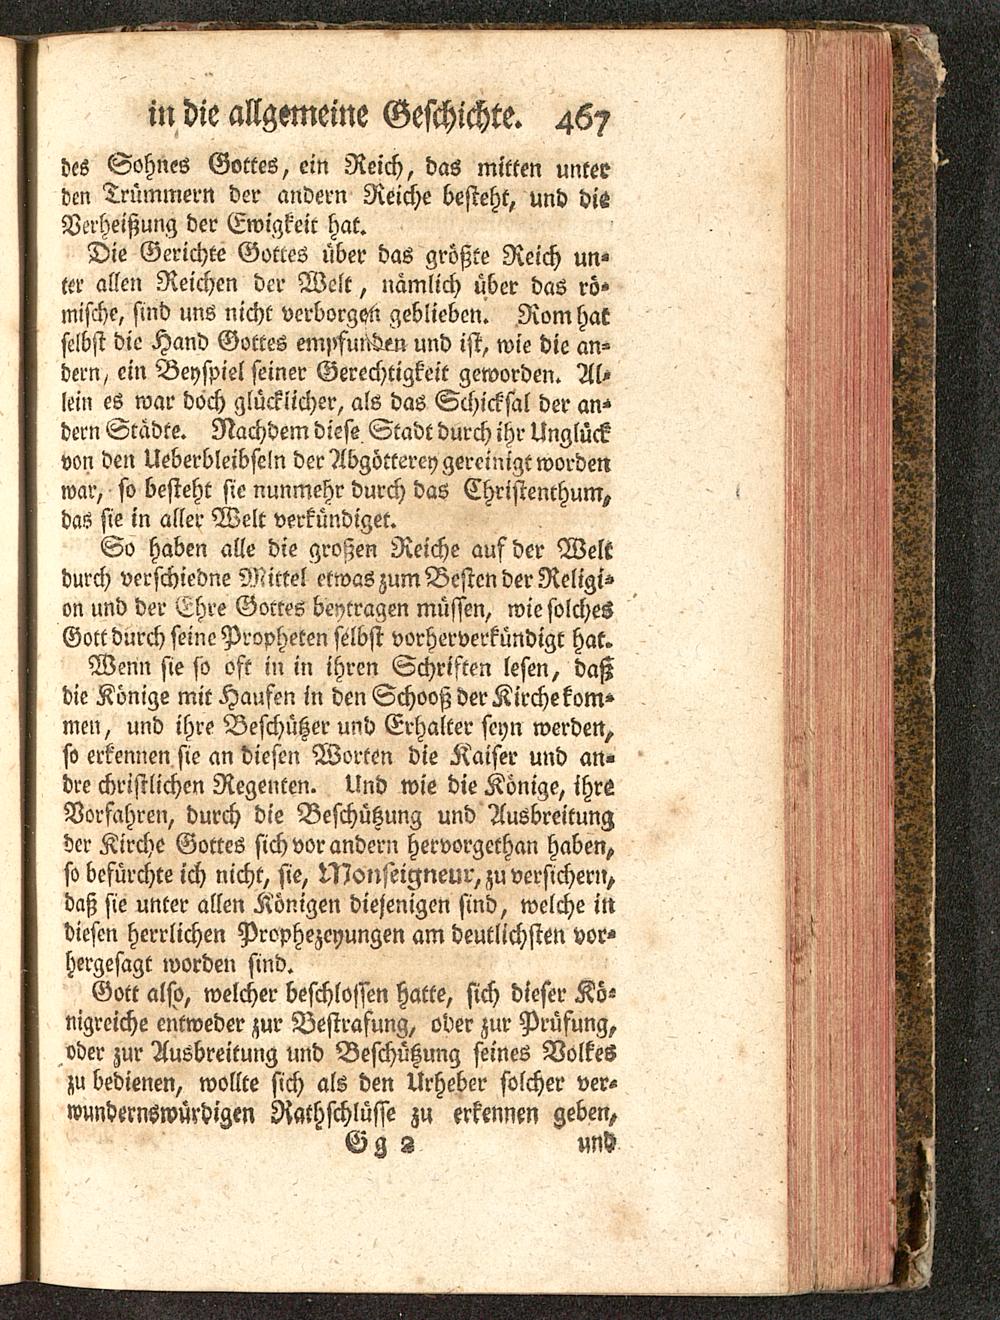 in die allgemeine Geschichte. 467
des Sohnes Gottes, ein Reich, das mitten unter
den Trümmern der andern Reiche besteht, und die
Verheißung der Ewigkeit hat.
Die Gerichte Gottes über das größte Reich un-
ter allen Reichen der Welt, nämlich über das rö-
mische, sind uns nicht verborgen geblieben. Rom hat
selbst die Hand Gottes empfunden und ist, wie die an-
dern, ein Beyspiel seiner Gerechtigkeit geworden. Al-
lein es war doch glücklicher, als das Schicksal der an-
dern Städte. Nachdem diese Stadt durch ihr Unglück
von den Ueberbleibseln der Abgötterey gereinigt worden
war, so besteht sie nunmehr durch das Christenthum,
das sie in aller Welt verkündiget.
So haben alle die großen Reiche auf der Welt
durch verschiedne Mittel etwas zum Besten der Religi-
on und der Ehre Gottes beytragen müssen, wie solches
Gott durch seine Propheten selbst vorherverkündigt hat.
Wenn sie so oft in in ihren Schriften lesen, daß
die Könige mit Haufen in den Schooß der Kirche kom-
men, und ihre Beschützer und Erhalter seyn werden,
so erkennen sie an diesen Worten die Kaiser und an-
dre christlichen Regenten. Und wie die Könige, ihre
Vorfahren, durch die Beschützung und Ausbreitung
der Kirche Gottes sich vor andern hervorgethan haben,
so befürchte ich nicht, sie, Monseigneur, zu versichern,
daß sie unter allen Königen diejenigen sind, welche in
diesen herrlichen Prophezeyungen am deutlichsten vor-
hergesagt worden sind.
Gott also, welcher beschlossen hatte, sich dieser Kö-
nigreiche entweder zur Bestrafung, oder zur Prüfung,
oder zur Ausbreitung und Beschützung seines Volkes
zu bedienen, wollte sich als den Urheber solcher ver-
wundernswürdigen Rathschlüsse zu erkennen geben,
Gg 2 und